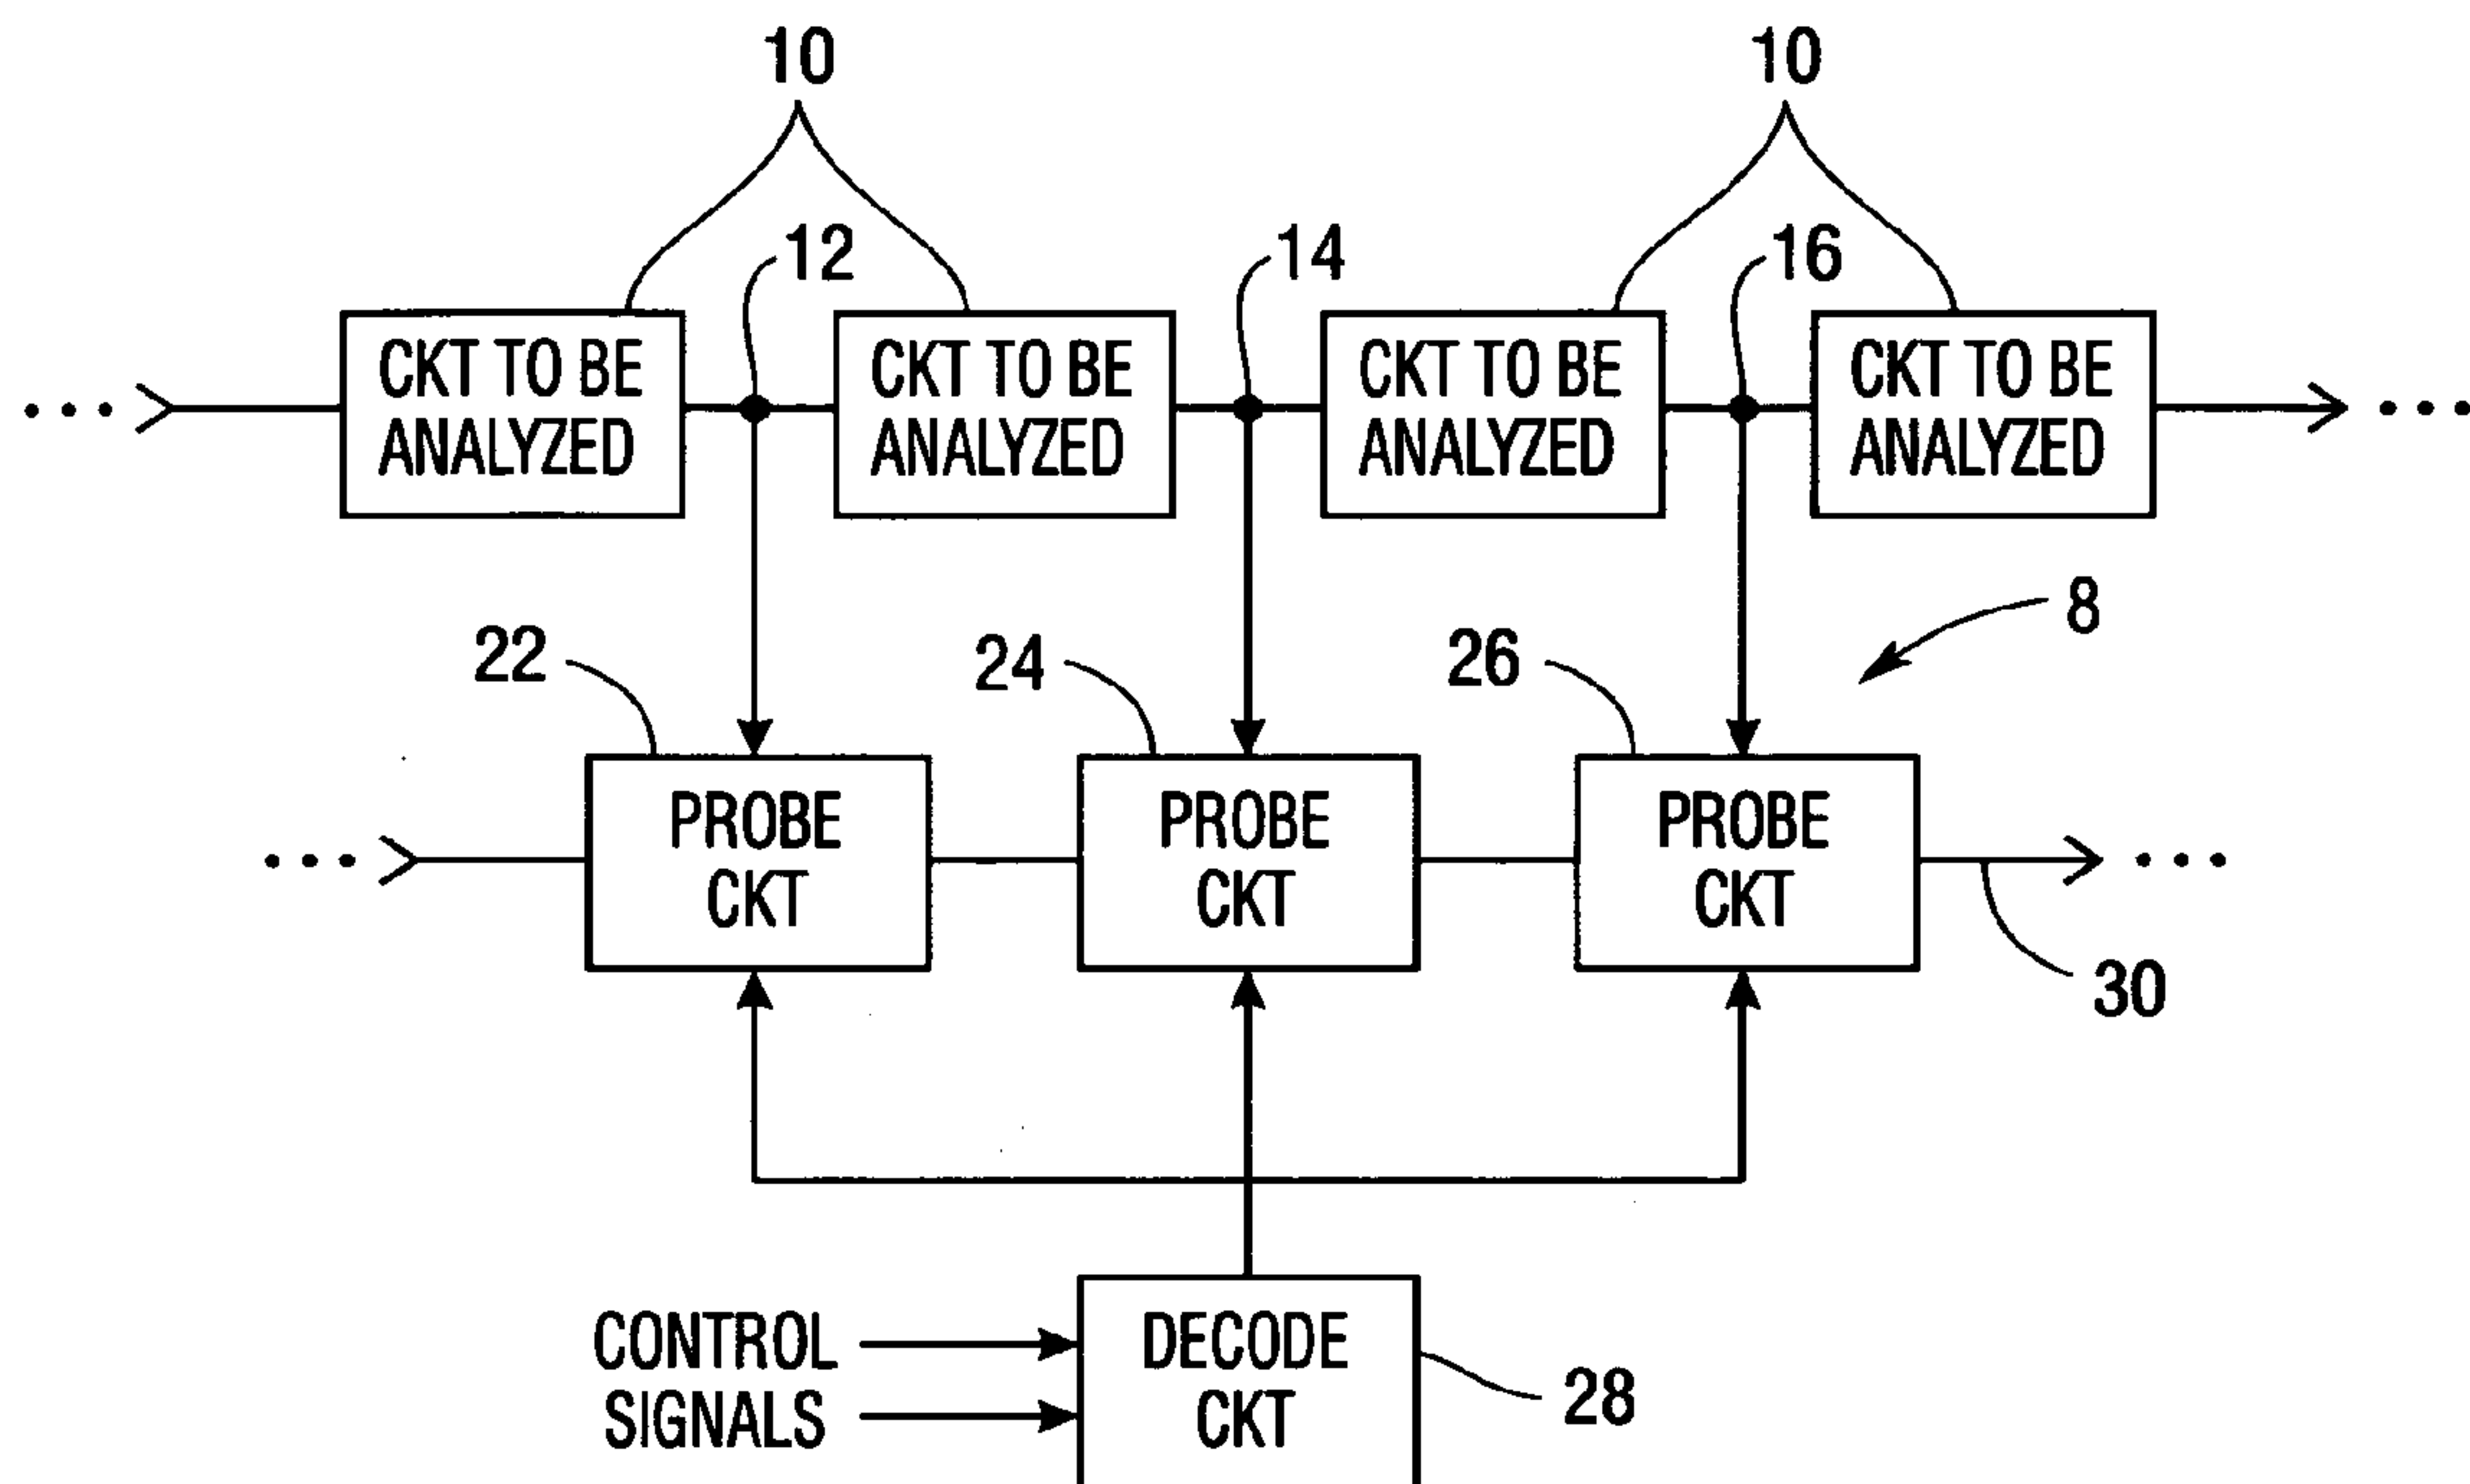 10 10
12 14 16
CKT TO BE CKT TO BE CKT TO BE CKT TO BE
ANALYZED ANALYZED ANALYZED ANALYZED
8
22 24 26
PROBE PROBE PROBE
CKT CKT CKT
30
CONTROL DECODE
SIGNALS CKT
28